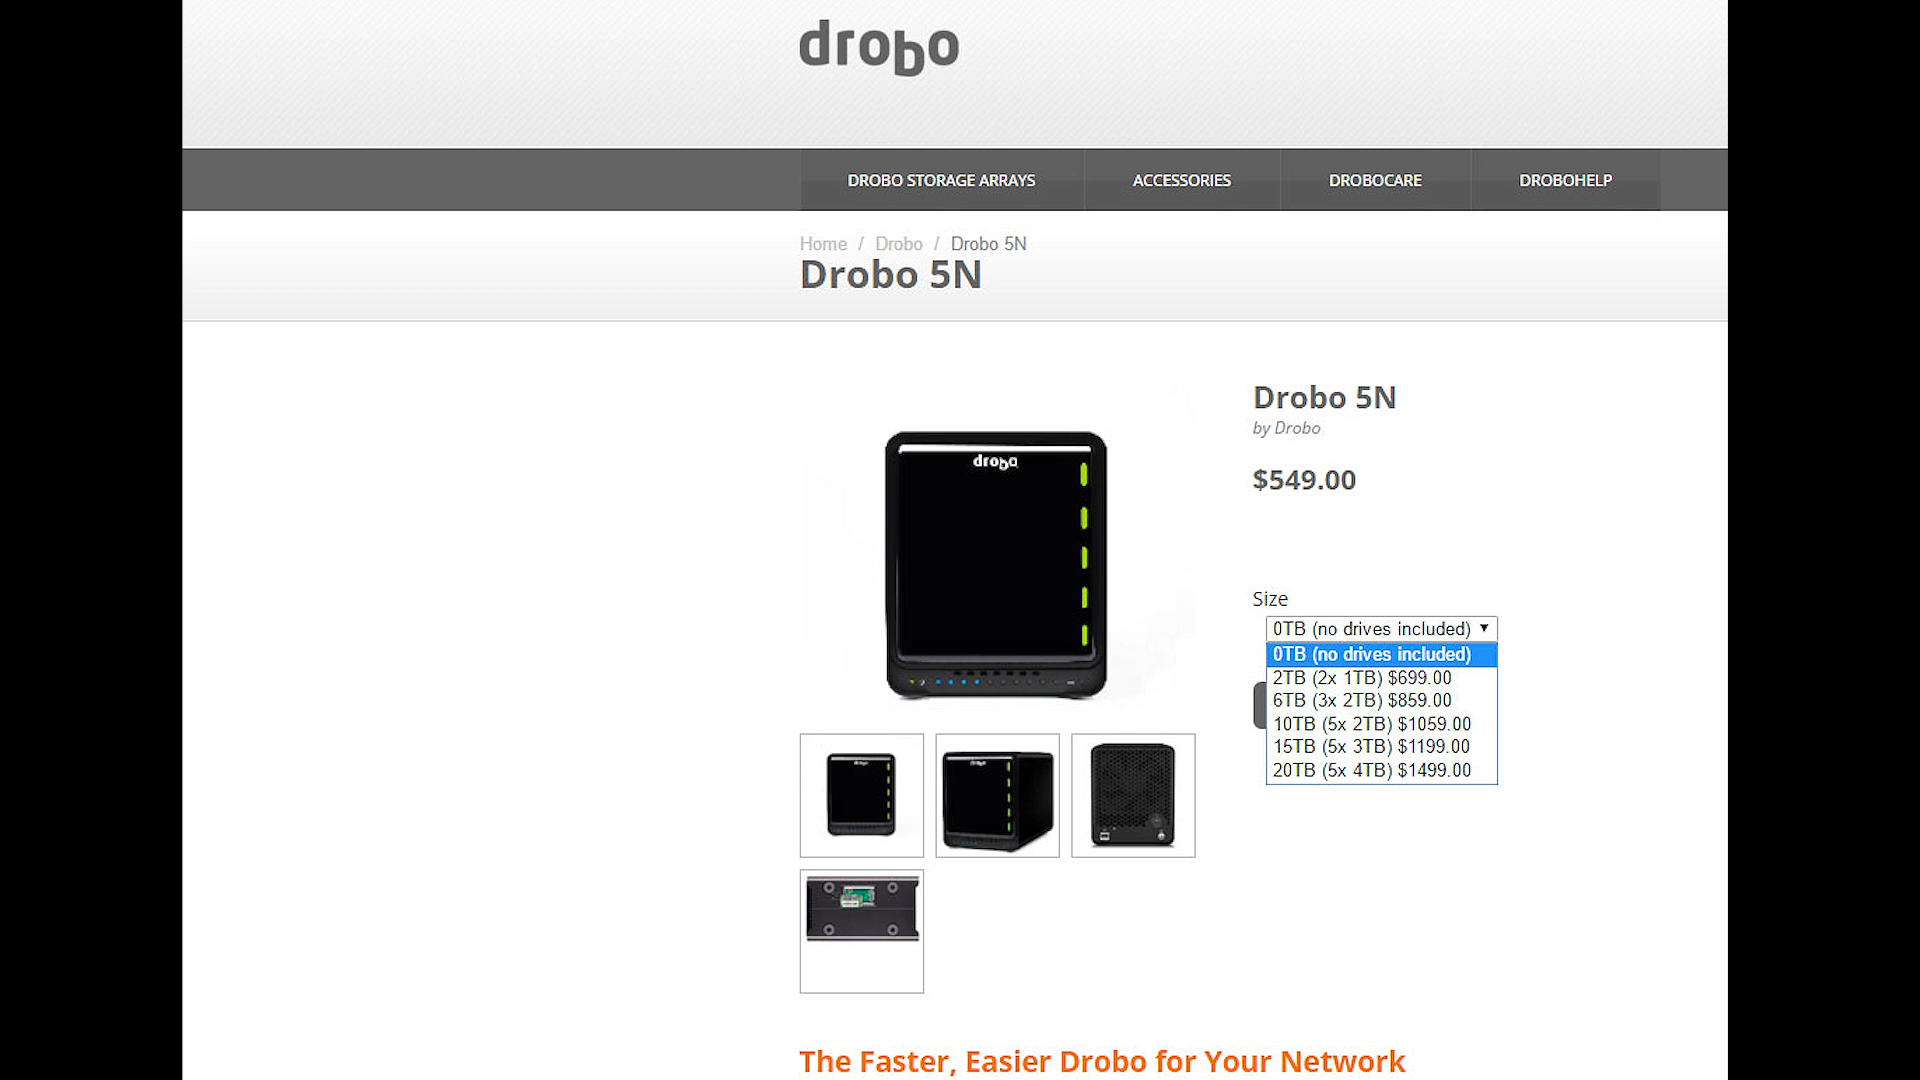 drobo
DROBO STORAGE ARRAYS
ACCESSORIES
DROBOCARE
DROBOHELP
Home / Drobo / Drobo 5N
Drobo 5N
Drobo 5N
by Drobo
$549.00
drobo
Size
0TB (no drives included)
0TB (no drives included)
2TB (2x 1TB) $699.00
6TB (3x 2TB) $859.00
10TB (5x 2TB) $1059.00
15TB (5x 3TB) $1199.00
20TB (5x 4TB) $1499.00
drobo
drobo
The Faster, Easier Drobo for Your Network